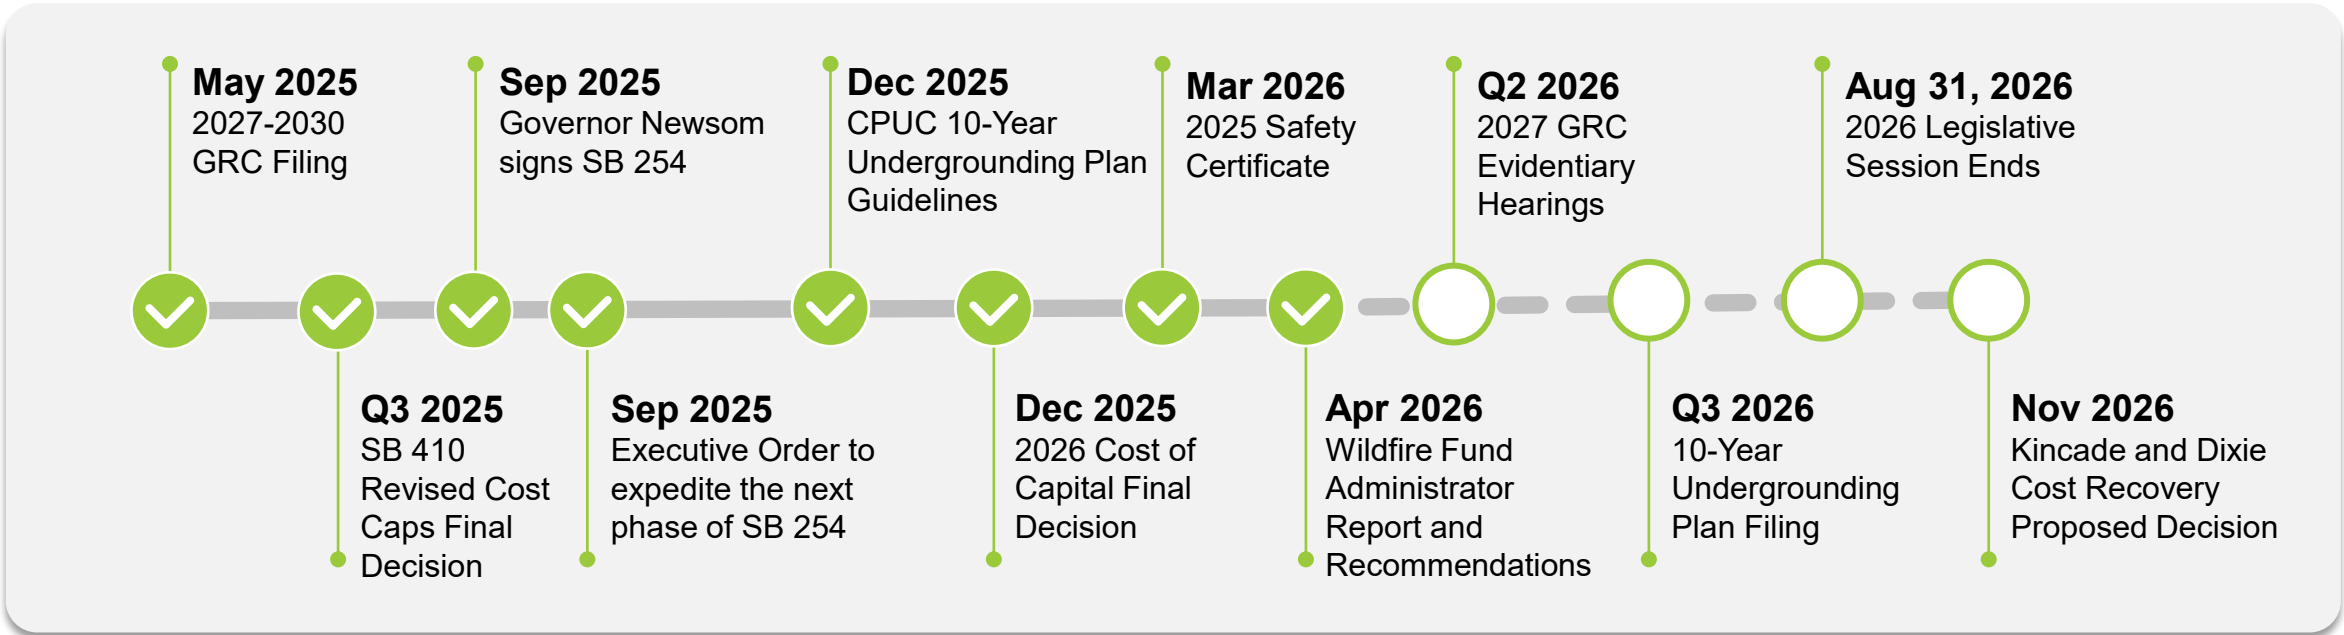 May 2025
2027-2030
GRC Filing
Sep 2025
Governor Newsom
signs SB 254
Dec 2025
CPUC 10-Year
Undergrounding Plan
Guidelines
Mar 2026
2025 Safety
Certificate
Q2 2026
2027 GRC
Evidentiary
Hearings
Aug 31, 2026
2026 Legislative
Session Ends
Q3 2025
SB 410
Revised Cost
Caps Final
Decision
Sep 2025
Executive Order to
expedite the next
phase of SB 254
Dec 2025
2026 Cost of
Capital Final
Decision
Apr 2026
Wildfire Fund
Administrator
Report and
Recommendations
Q3 2026
10-Year
Undergrounding
Plan Filing
Nov 2026
Kincade and Dixie
Cost Recovery
Proposed Decision